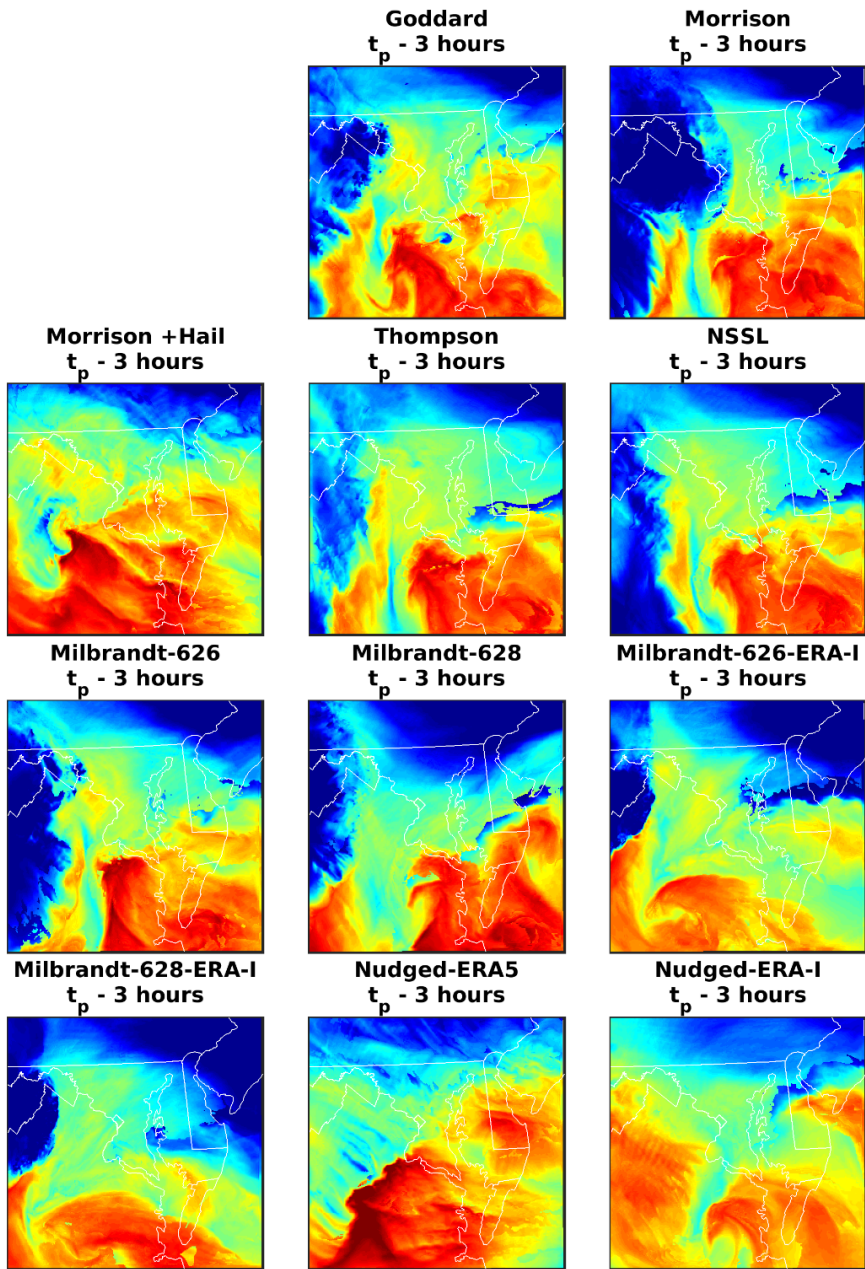 Goddard
t_p - 3 hours
Morrison
t_p - 3 hours
Morrison +Hail
t_p - 3 hours
Thompson
t_p - 3 hours
NSSL
t_p - 3 hours
Milbrandt-626
t_p - 3 hours
Milbrandt-628
t_p - 3 hours
Milbrandt-626-ERA-I
t_p - 3 hours
Milbrandt-628-ERA-I
t_p - 3 hours
Nudged-ERA5
t_p - 3 hours
Nudged-ERA-I
t_p - 3 hours